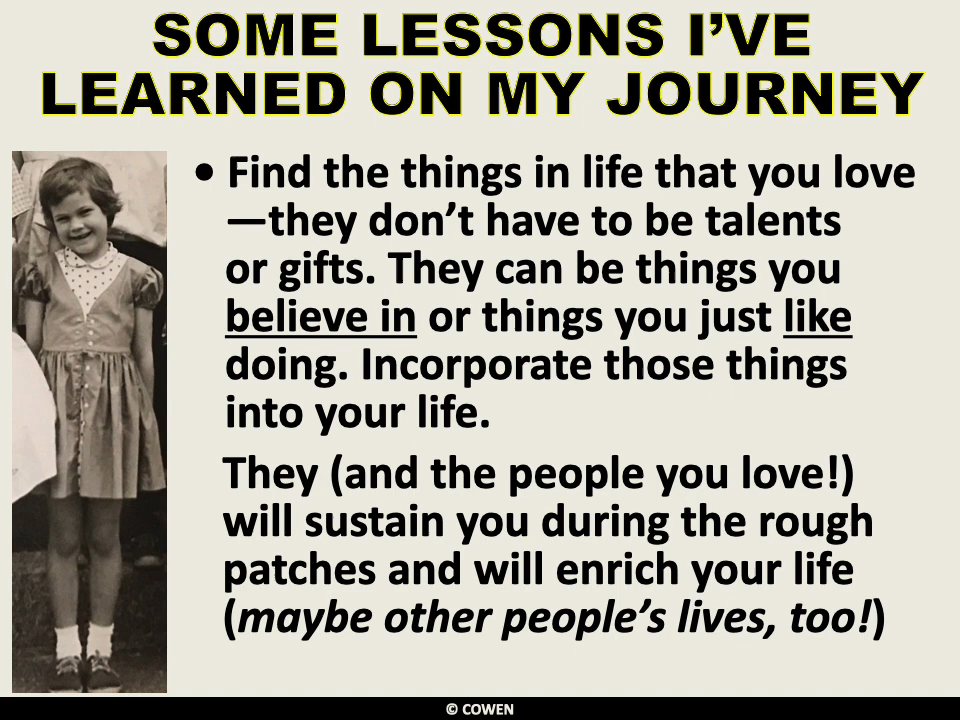 SOME LESSONS I’VE
LEARNED ON MY JOURNEY
• Find the things in life that you love
—they don’t have to be talents
or gifts. They can be things you
believe in or things you just like
doing. Incorporate those things
into your life.
They (and the people you love!)
will sustain you during the rough
patches and will enrich your life
(maybe other people’s lives, too!)
© COWEN